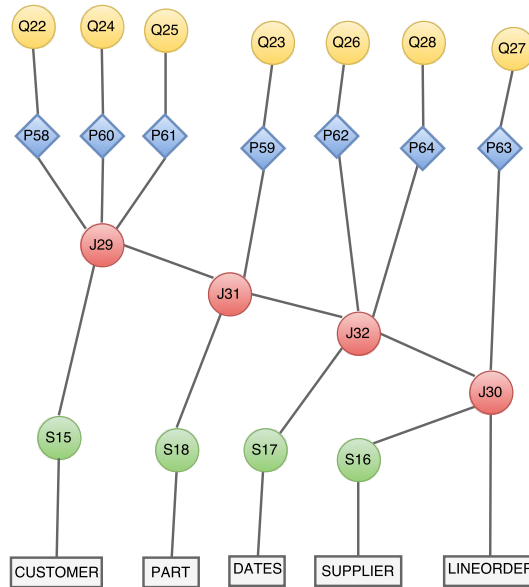 Q22
Q24
Q25
Q23
Q26
Q28
Q27
P58
P60
P61
P59
P62
P64
P63
J29
J31
J32
J30
S15
S18
S17
S16
CUSTOMER
PART
DATES
SUPPLIER
LINEORDER